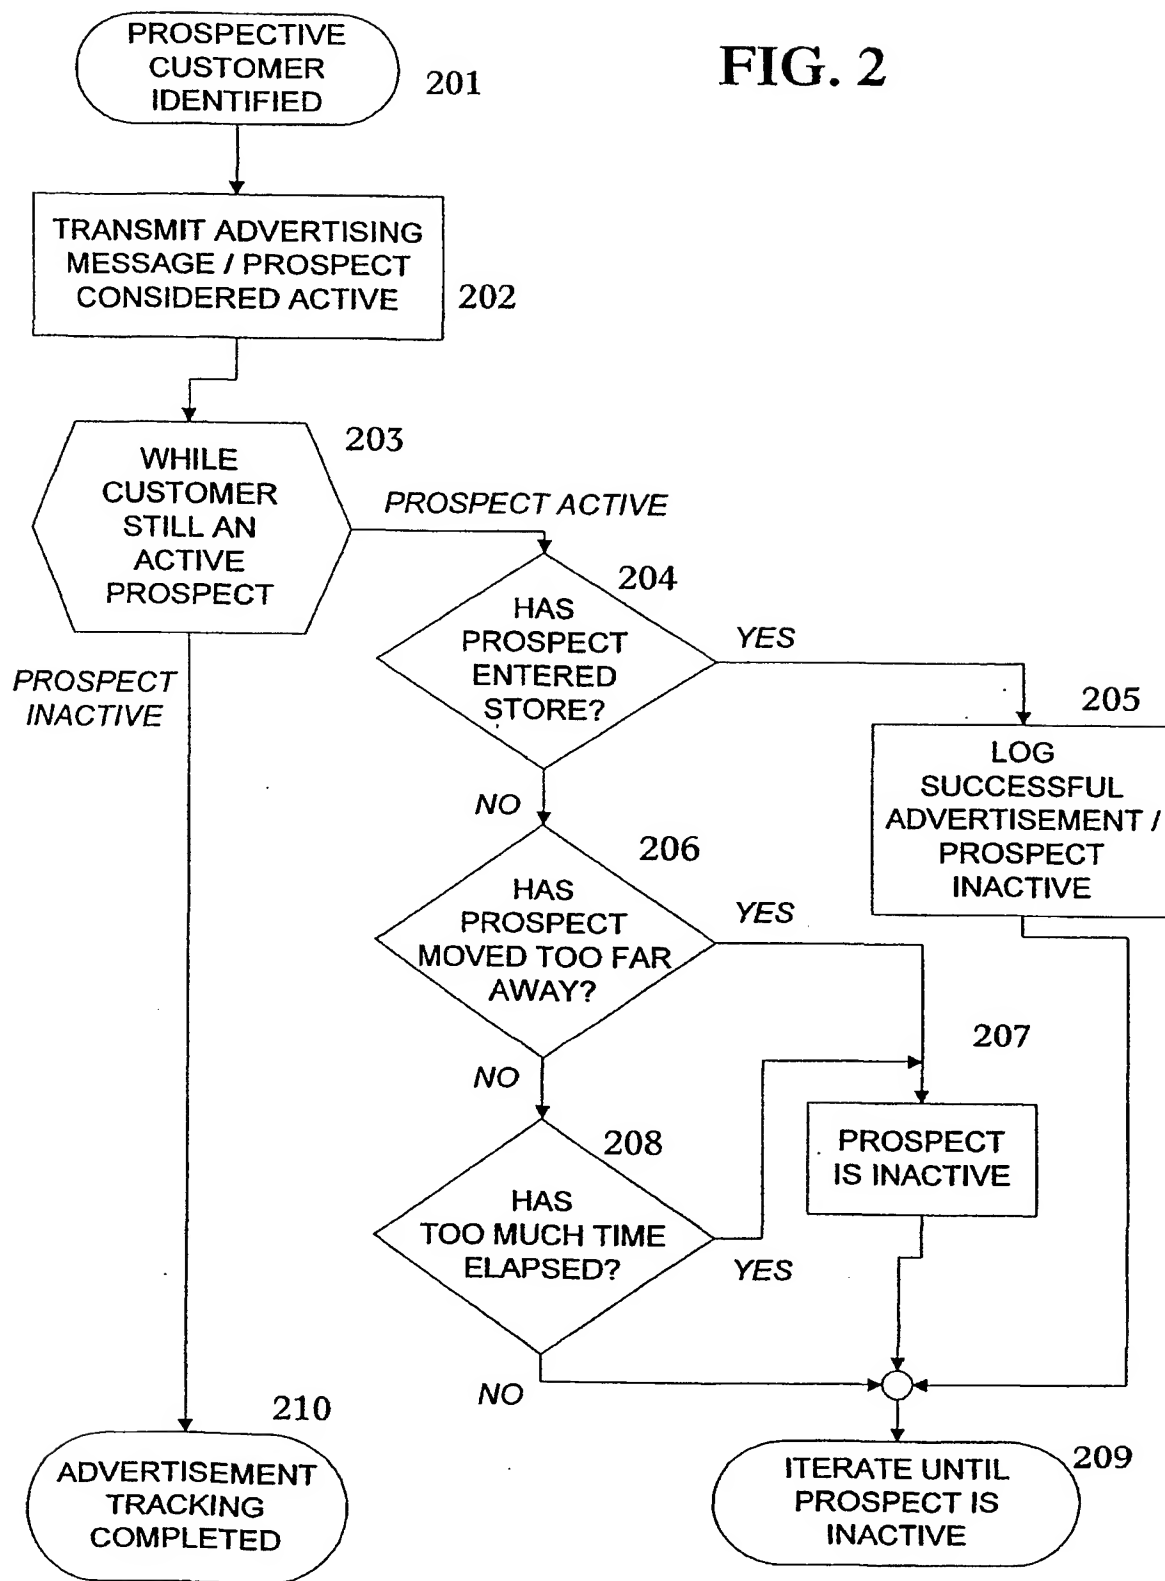 PROSPECTIVE
CUSTOMER
IDENTIFIED
201
FIG. 2
TRANSMIT ADVERTISING
MESSAGE / PROSPECT
CONSIDERED ACTIVE
202
203
WHILE
CUSTOMER
STILL AN
ACTIVE
PROSPECT
PROSPECT ACTIVE
PROSPECT
INACTIVE
204
HAS
PROSPECT
ENTERED
STORE?
YES
NO
205
LOG
SUCCESSFUL
ADVERTISEMENT /
PROSPECT
INACTIVE
206
HAS
PROSPECT
MOVED TOO FAR
AWAY?
YES
NO
207
PROSPECT
IS INACTIVE
208
HAS
TOO MUCH TIME
ELAPSED?
YES
NO
210
ADVERTISEMENT
TRACKING
COMPLETED
209
ITERATE UNTIL
PROSPECT IS
INACTIVE